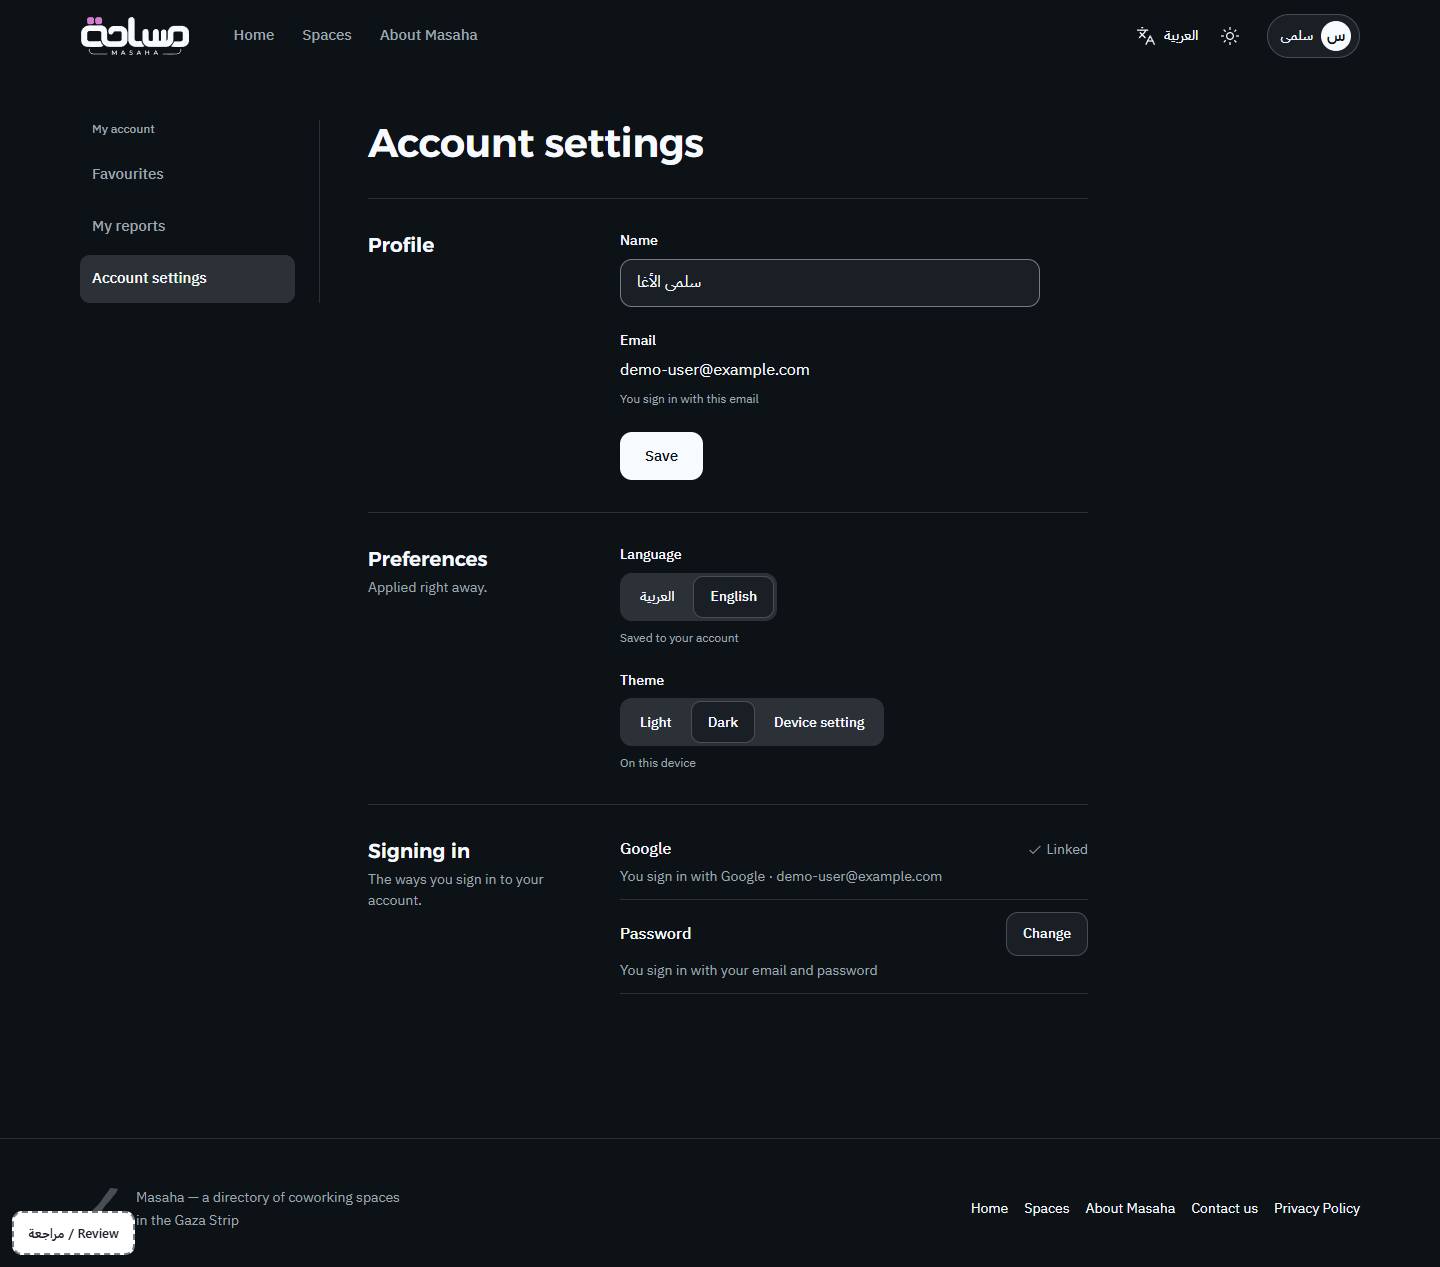 مساحة
MASAHA
Home
Spaces
About Masaha
العربية
سلمى
س
My account
Favourites
My reports
Account settings
Account settings
Profile
Name
سلمى الأغا
Email
demo-user@example.com
You sign in with this email
Save
Preferences
Applied right away.
Language
العربية
English
Saved to your account
Theme
Light
Dark
Device setting
On this device
Signing in
The ways you sign in to your
account.
Google
Linked
You sign in with Google · demo-user@example.com
Password
Change
You sign in with your email and password
Masaha — a directory of coworking spaces
in the Gaza Strip
Home
Spaces
About Masaha
Contact us
Privacy Policy
مراجعة / Review